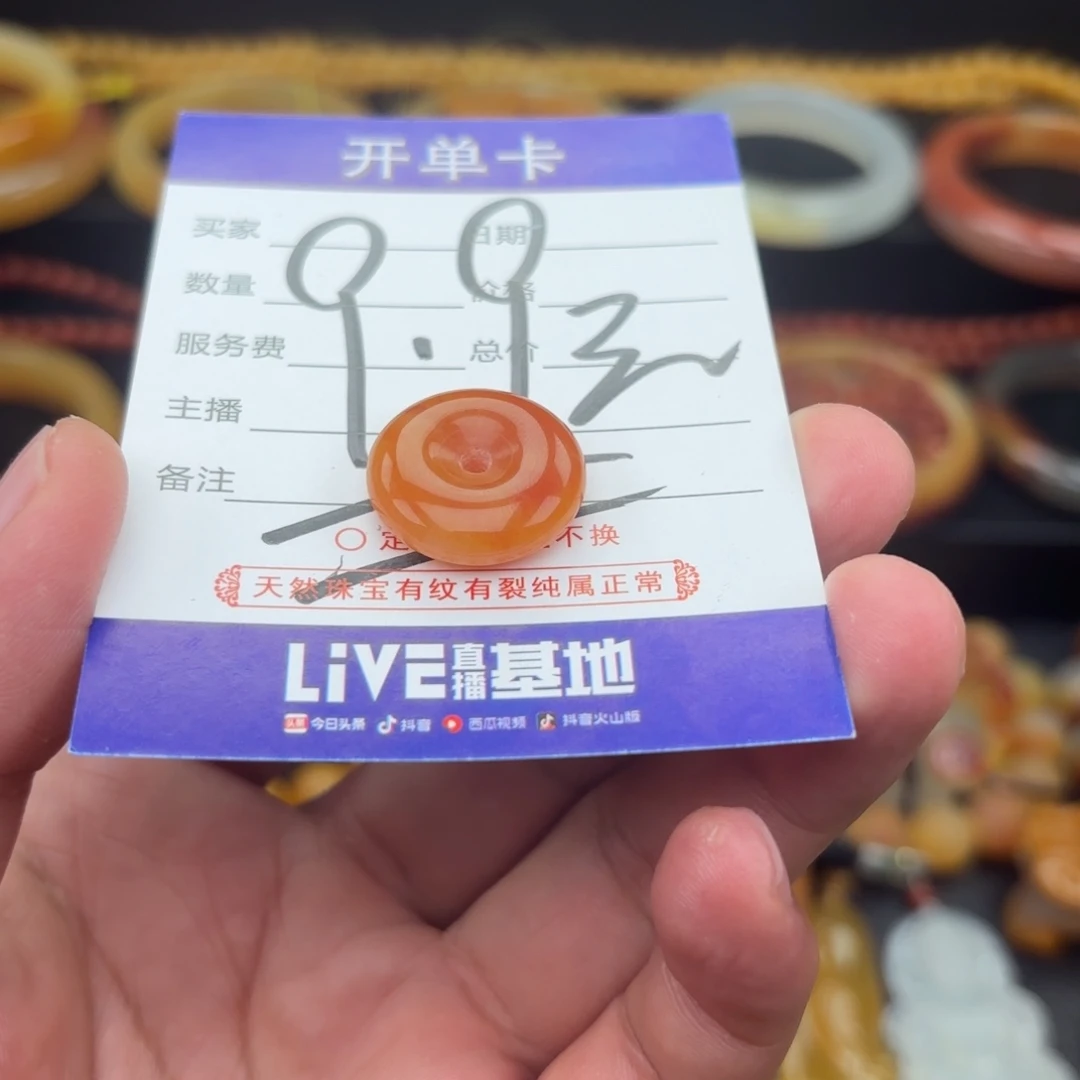 开单卡
买家 日期
数量 价格
服务费 总价
9.9
主播
备注
定 不换
天然珠宝有纹有裂纯属正常
LiVE直播基地
今日头条 抖音 西瓜视频 抖音火山版